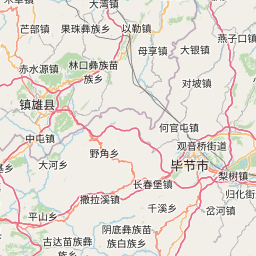 芒部镇
大湾镇
果珠彝族乡
以勒镇
燕子口镇
母享镇
大银镇
林口彝族苗
族乡
赤水源镇
对坡镇
镇雄县
何官屯镇
中屯镇
观音桥街道
野角乡
毕节市
大河乡
梨树镇
长春堡镇
撒拉溪镇
归化街
千溪乡
岔河镇
平山乡
阴底彝族苗
族白族乡
古达苗族彝
族乡